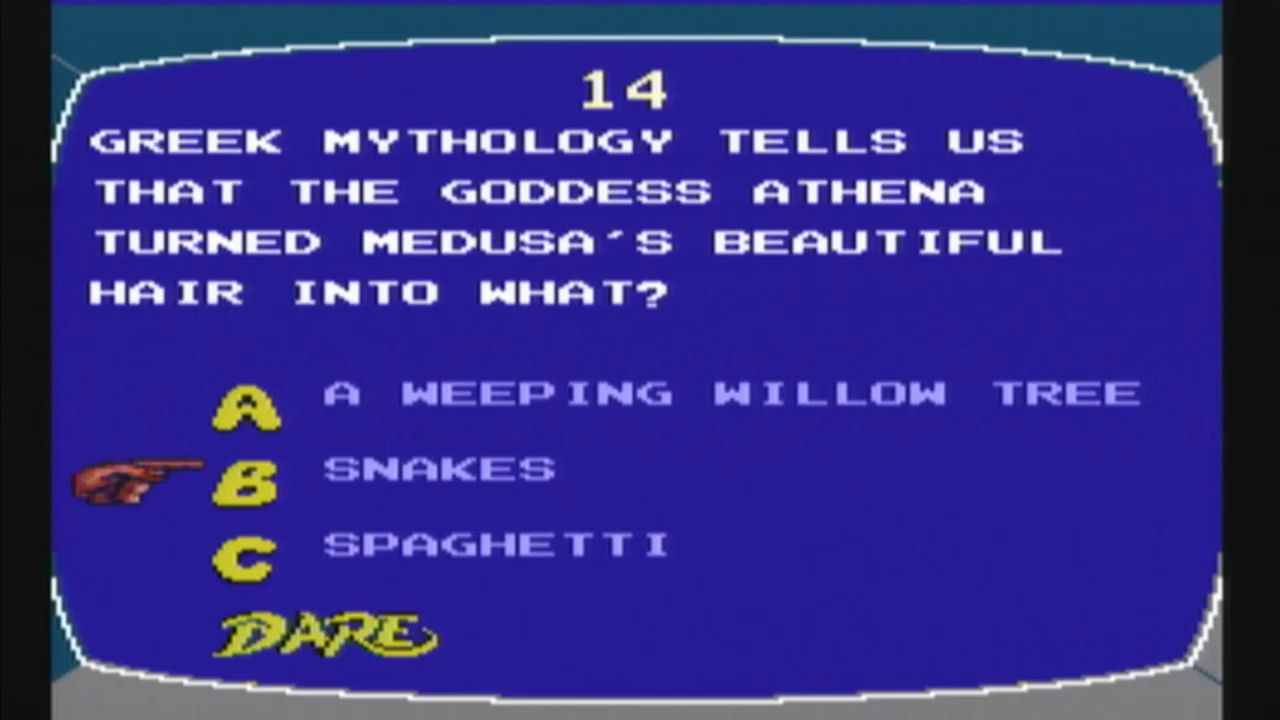 14
GREEK MYTHOLOGY TELLS US
THAT THE GODDESS ATHENA
TURNED MEDUSA'S BEAUTIFUL
HAIR INTO WHAT?
A A WEEPING WILLOW TREE
B SNAKES
C SPAGHETTI
DARE